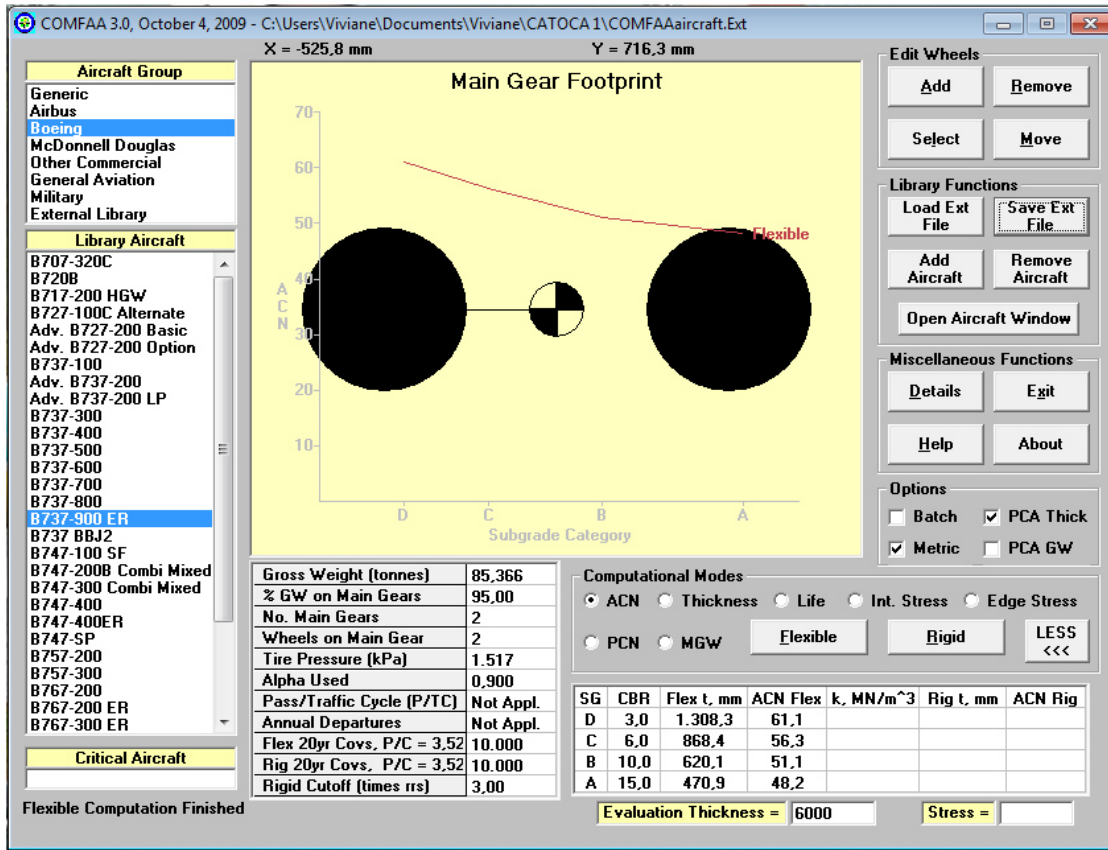 COMFAA 3.0, October 4, 2009 - C:\Users\Viviane\Documents\Viviane\CATOCA 1\COMFAAaircraft.Ext
X = -525,8 mm Y = 716,3 mm
Aircraft Group
Generic
Airbus
Boeing
McDonnell Douglas
Other Commercial
General Aviation
Military
External Library
Library Aircraft
B707-320C
B720B
B717-200 HGW
B727-100C Alternate
Adv. B727-200 Basic
Adv. B727-200 Option
B737-100
Adv. B737-200
Adv. B737-200 LP
B737-300
B737-400
B737-500
B737-600
B737-700
B737-800
B737-900 ER
B737 BBJ2
B747-100 SF
B747-200B Combi Mixed
B747-300 Combi Mixed
B747-400
B747-400ER
B747-SP
B757-200
B757-300
B767-200
B767-200 ER
B767-300 ER
Critical Aircraft
Flexible Computation Finished
Main Gear Footprint
70
60
50
40
30
20
10
A
C
N
Flexible
D C B A
Subgrade Category
Gross Weight (tonnes) 85,366
% GW on Main Gears 95,00
No. Main Gears 2
Wheels on Main Gear 2
Tire Pressure (kPa) 1.517
Alpha Used 0,900
Pass/Traffic Cycle (P/TC) Not Appl.
Annual Departures Not Appl.
Flex 20yr Covs, P/C = 3,52 10.000
Rig 20yr Covs, P/C = 3,52 10.000
Rigid Cutoff (times rrs) 3,00
Edit Wheels
Add Remove
Select Move
Library Functions
Load Ext File
Save Ext File
Add Aircraft
Remove Aircraft
Open Aircraft Window
Miscellaneous Functions
Details Exit
Help About
Options
Batch PCA Thick
Metric PCA GW
Computational Modes
ACN Thickness Life Int. Stress Edge Stress
PCN MGW Flexible Rigid LESS
<<<
SG CBR Flex t, mm ACN Flex k, MN/m^3 Rig t, mm ACN Rig
D 3,0 1.308,3 61,1
C 6,0 868,4 56,3
B 10,0 620,1 51,1
A 15,0 470,9 48,2
Evaluation Thickness = 6000 Stress =